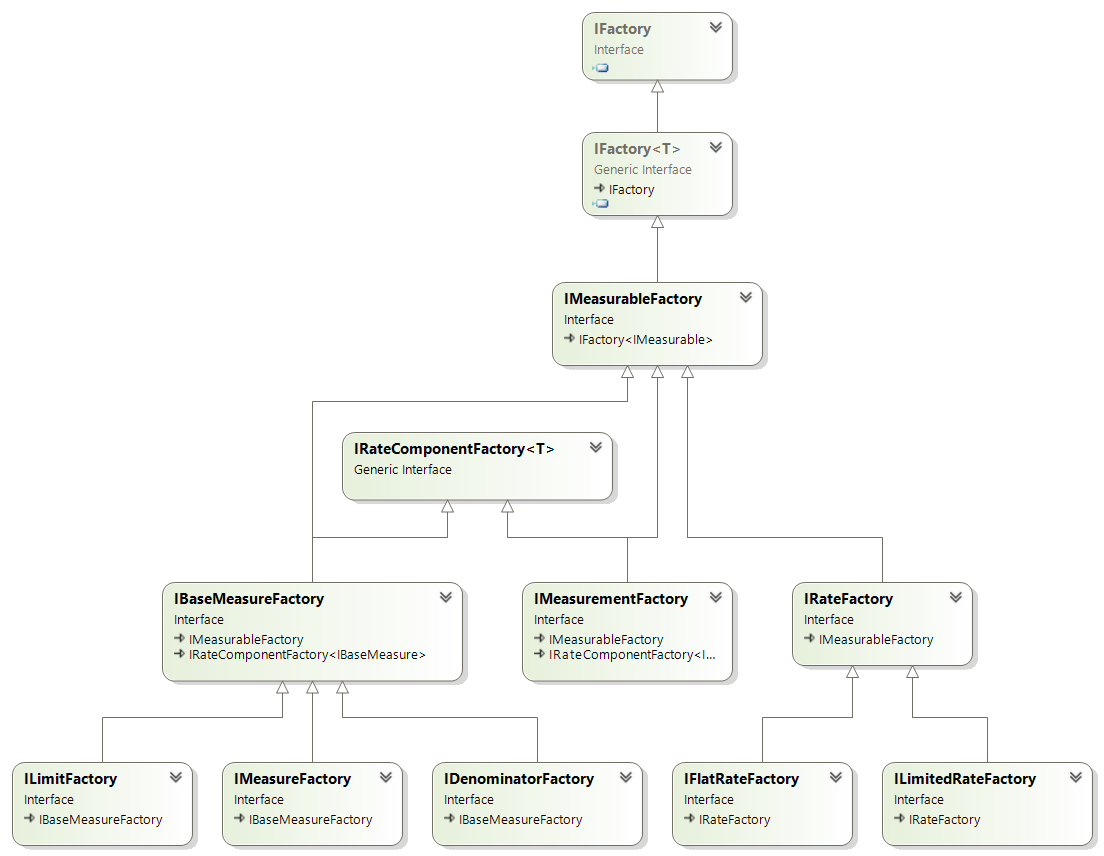 IFactory
Interface
IFactory<T>
Generic Interface
IFactory
IMeasurableFactory
Interface
IFactory<IMeasurable>
IRateComponentFactory<T>
Generic Interface
IBaseMeasureFactory
Interface
IMeasurableFactory
IRateComponentFactory<IBaseMeasure>
IMeasurementFactory
Interface
IMeasurableFactory
IRateComponentFactory<I...
IRateFactory
Interface
IMeasurableFactory
ILimitFactory
Interface
IBaseMeasureFactory
IMeasureFactory
Interface
IBaseMeasureFactory
IDenominatorFactory
Interface
IBaseMeasureFactory
IFlatRateFactory
Interface
IRateFactory
ILimitedRateFactory
Interface
IRateFactory